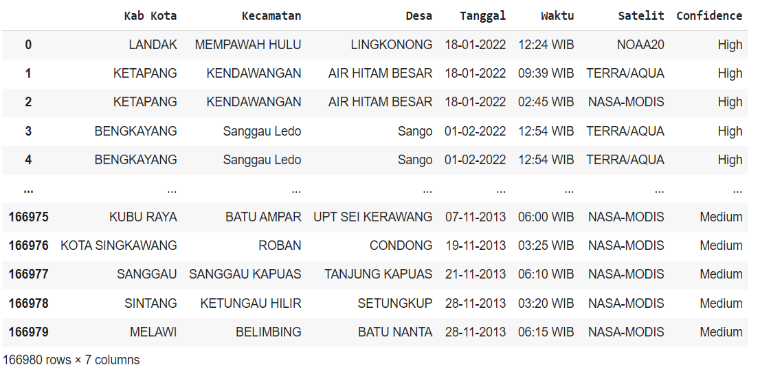 Kab Kota Kecamatan Desa Tanggal Waktu Satelit Confidence
0 LANDAK MEMPAWAH HULU LINGKONONG 18-01-2022 12:24 WIB NOAA20 High
1 KETAPANG KENDAWANGAN AIR HITAM BESAR 18-01-2022 09:39 WIB TERRA/AQUA High
2 KETAPANG KENDAWANGAN AIR HITAM BESAR 18-01-2022 02:45 WIB NASA-MODIS High
3 BENGKAYANG Sanggau Ledo Sango 01-02-2022 12:54 WIB TERRA/AQUA High
4 BENGKAYANG Sanggau Ledo Sango 01-02-2022 12:54 WIB TERRA/AQUA High
... ... ... ... ... ... ... ...
166975 KUBU RAYA BATU AMPAR UPT SEI KERAWANG 07-11-2013 06:00 WIB NASA-MODIS Medium
166976 KOTA SINGKAWANG ROBAN CONDONG 19-11-2013 03:25 WIB NASA-MODIS Medium
166977 SANGGAU SANGGAU KAPUAS TANJUNG KAPUAS 21-11-2013 06:10 WIB NASA-MODIS Medium
166978 SINTANG KETUNGAU HILIR SETUNGKUP 28-11-2013 03:20 WIB NASA-MODIS Medium
166979 MELAWI BELIMBING BATU NANTA 28-11-2013 06:15 WIB NASA-MODIS Medium
166980 rows × 7 columns